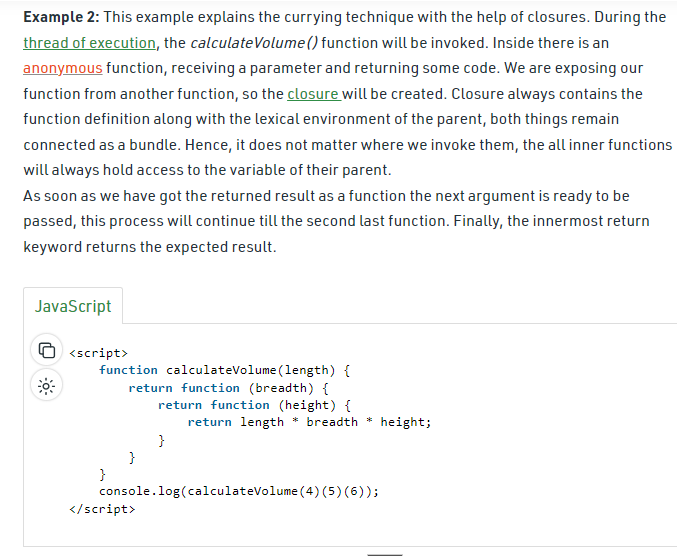 Example 2: This example explains the currying technique with the help of closures. During the
thread of execution, the calculateVolume() function will be invoked. Inside there is an
anonymous function, receiving a parameter and returning some code. We are exposing our
function from another function, so the closure will be created. Closure always contains the
function definition along with the lexical environment of the parent, both things remain
connected as a bundle. Hence, it does not matter where we invoke them, the all inner functions
will always hold access to the variable of their parent.
As soon as we have got the returned result as a function the next argument is ready to be
passed, this process will continue till the second last function. Finally, the innermost return
keyword returns the expected result.
JavaScript
<script>
    function calculateVolume(length) {
        return function (breadth) {
            return function (height) {
                return length * breadth * height;
            }
        }
    }
    console.log(calculateVolume(4)(5)(6));
</script>